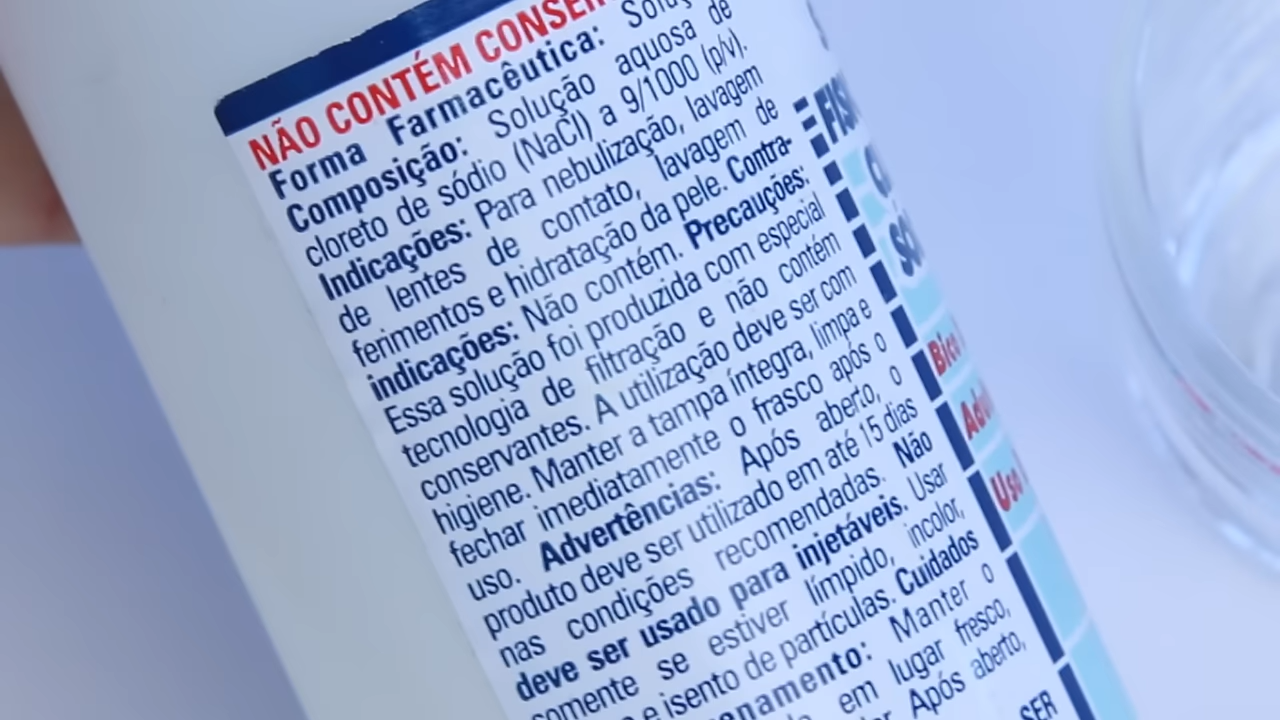 NÃO CONTÉM
Forma Farmacêutica:
Composição: Solução aquosa de
cloreto de sódio (NaCl) a 9/1000 (p/v).
Indicações: Para nebulização, lavagem
de lentes de contato, lavagem de
ferimentos e hidratação da pele. Contra-
indicações: Não contém. Precauções:
Essa solução foi produzida com especial
tecnologia de filtração e não contém
conservantes. A utilização deve ser com
higiene. Manter a tampa íntegra, limpa e
fechar imediatamente o frasco após o
uso. Advertências: Após aberto, o
produto deve ser utilizado em até 15 dias
nas condições recomendadas. Não
deve ser usado para injetáveis. Usar
somente se estiver límpido, incolor,
e isento de partículas. Cuidados
Manter o
em lugar fresco,
Após aberto,
SER